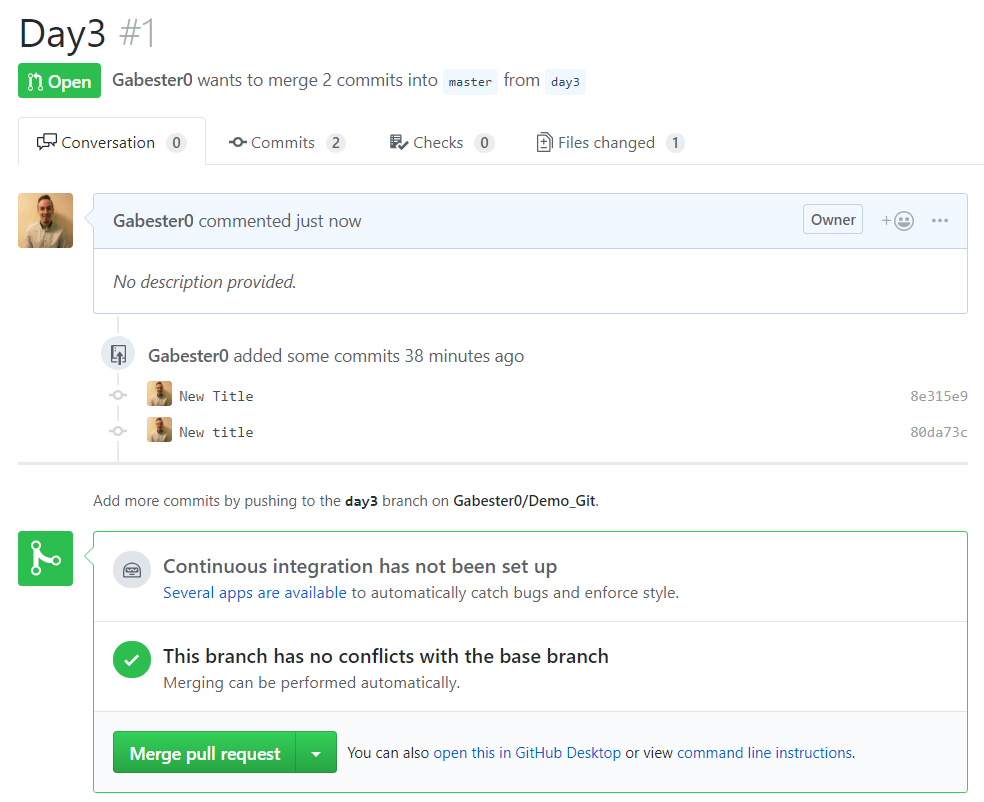 Day3 #1
Open Gabester0 wants to merge 2 commits into master from day3
Conversation 0 Commits 2 Checks 0 Files changed 1
Gabester0 commented just now Owner +
No description provided.
Gabester0 added some commits 38 minutes ago
New Title 8e315e9
New title 80da73c
Add more commits by pushing to the day3 branch on Gabester0/Demo_Git.
Continuous integration has not been set up
Several apps are available to automatically catch bugs and enforce style.
This branch has no conflicts with the base branch
Merging can be performed automatically.
Merge pull request You can also open this in GitHub Desktop or view command line instructions.